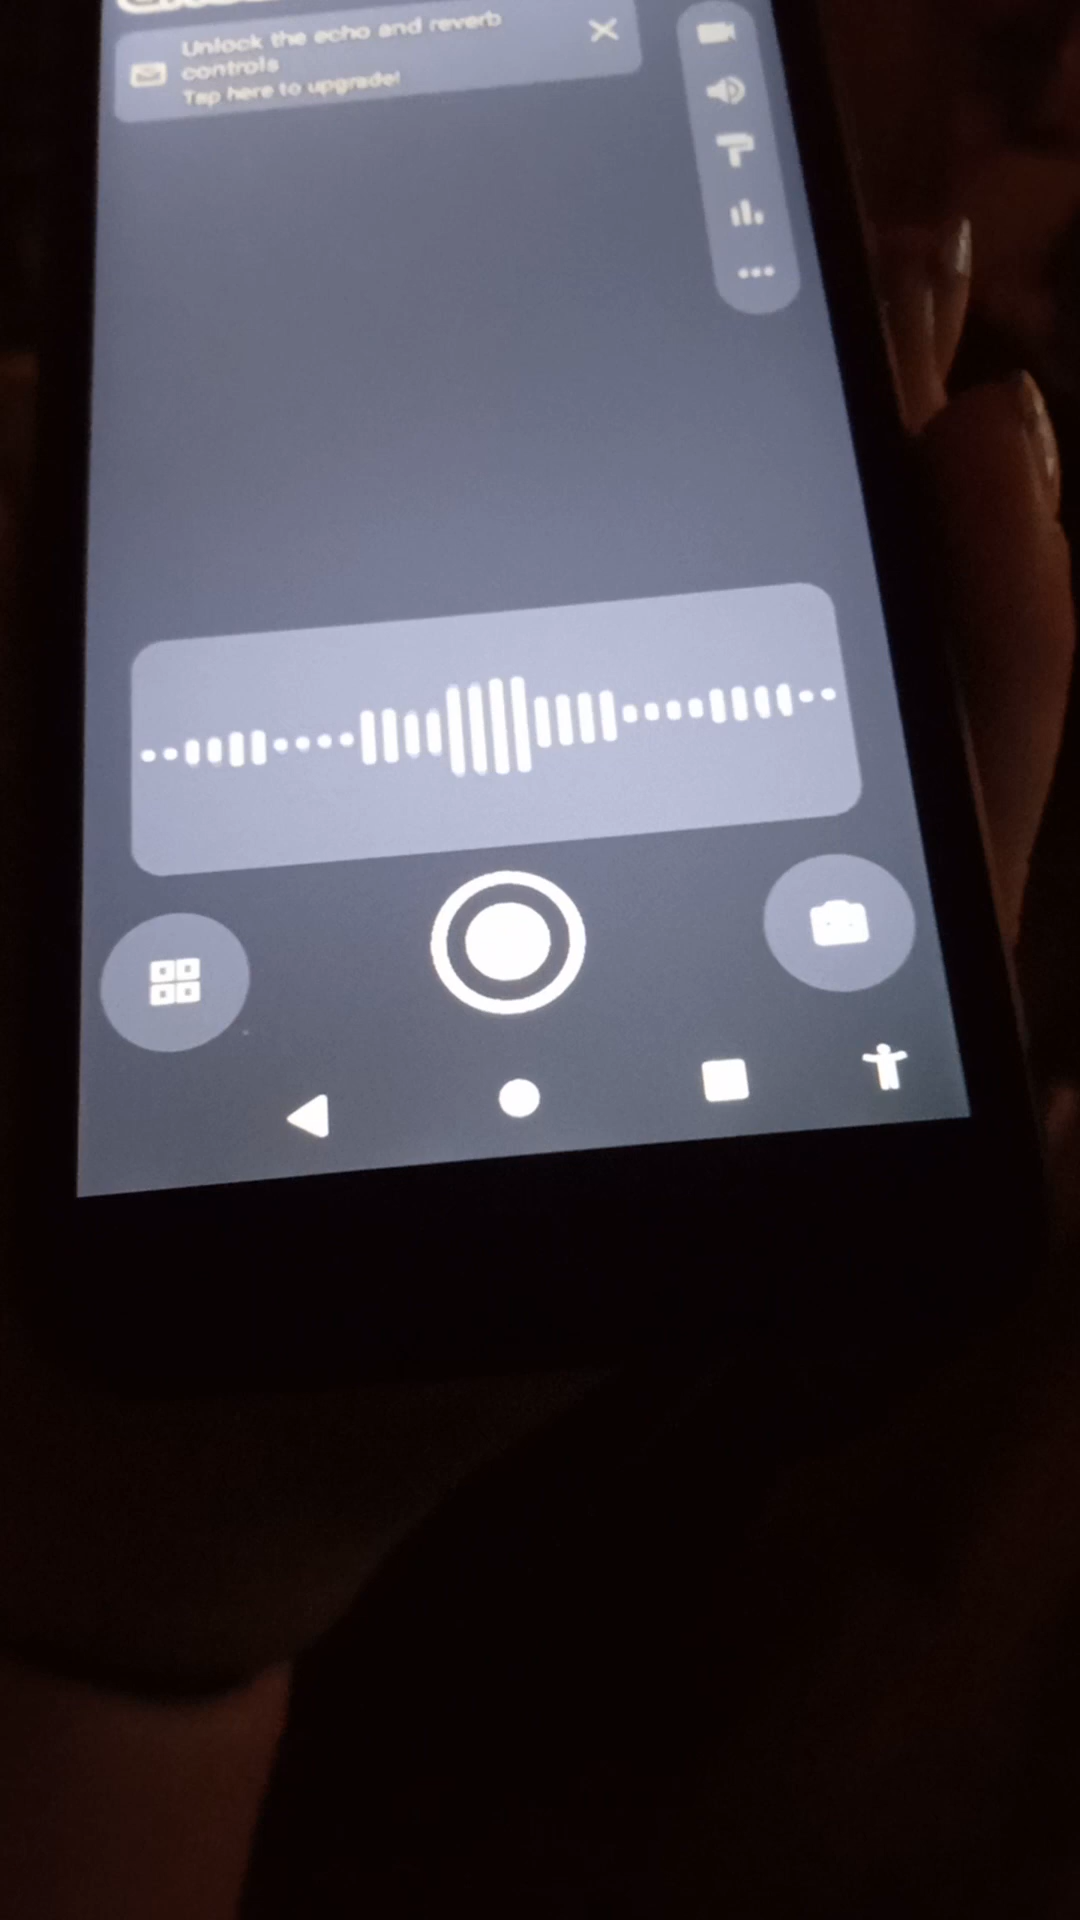 Unlock the echo and reverb
controls
Tap here to upgrade!